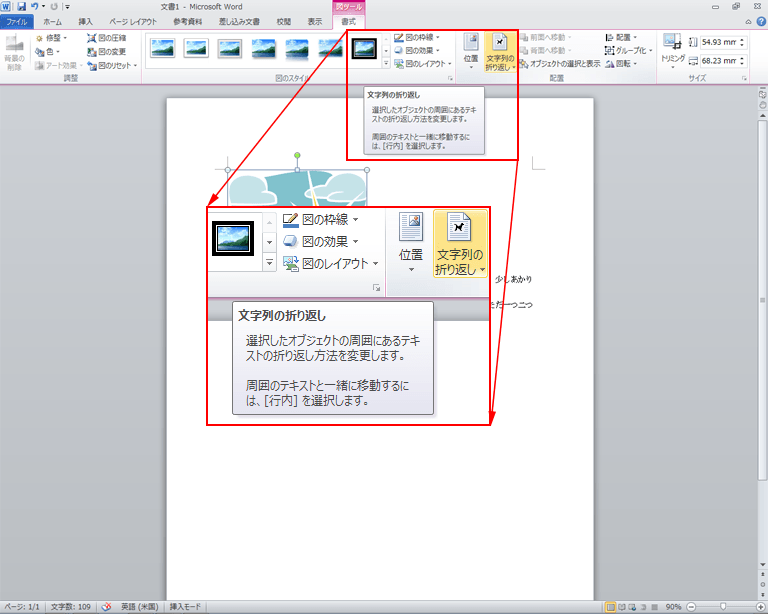 文書1 - Microsoft Word
図ツール
ファイル ホーム 挿入 ページ レイアウト 参考資料 差し込み文書 校閲 表示 書式
背景の
削除
修整
色
アート効果
図の圧縮
図の変更
図のリセット
調整
図のスタイル
図の枠線
図の効果
図のレイアウト
位置
文字列の
折り返し
前面へ移動
背面へ移動
オブジェクトの選択と表示
配置
グループ化
回転
配置
トリミング
54.93 mm
68.23 mm
サイズ
文字列の折り返し
選択したオブジェクトの周囲にあるテキ
ストの折り返し方法を変更します。
周囲のテキストと一緒に移動するに
は、[行内] を選択します。
図の枠線
図の効果
図のレイアウト
位置
文字列の
折り返し
少しあかり
ただ一つ二つ
文字列の折り返し
選択したオブジェクトの周囲にあるテキ
ストの折り返し方法を変更します。
周囲のテキストと一緒に移動するに
は、[行内] を選択します。
ページ: 1/1 文字数: 109 英語 (米国) 挿入モード 90%